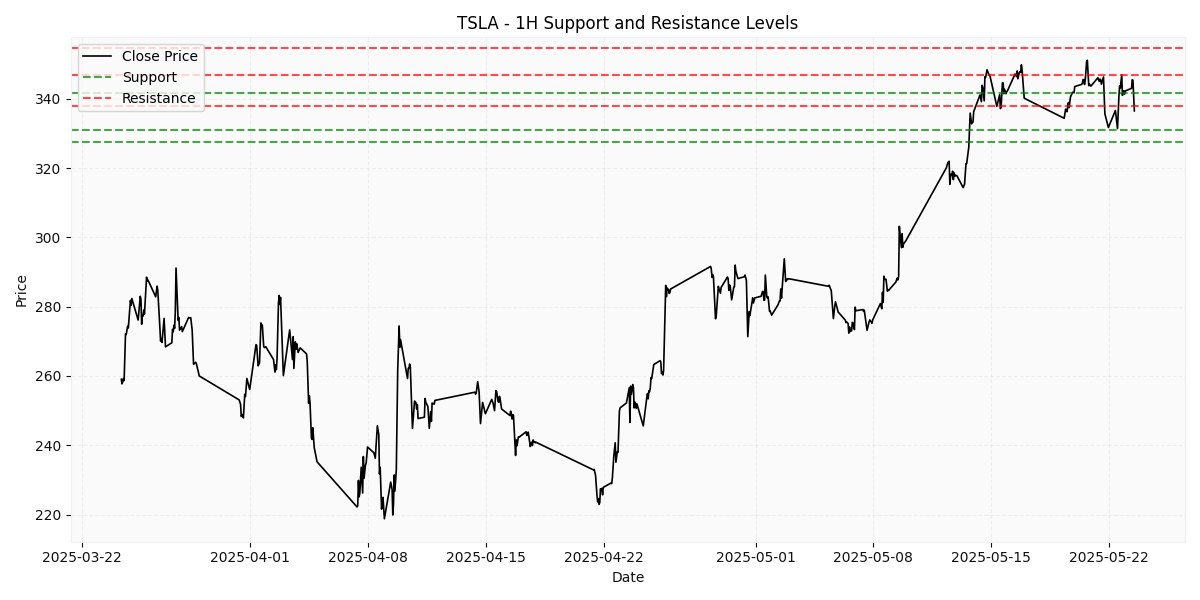 TSLA - 1H Support and Resistance Levels
Close Price
Support
Resistance
Price
340
320
300
280
260
240
220
2025-03-22
2025-04-01
2025-04-08
2025-04-15
2025-04-22
2025-05-01
2025-05-08
2025-05-15
2025-05-22
Date